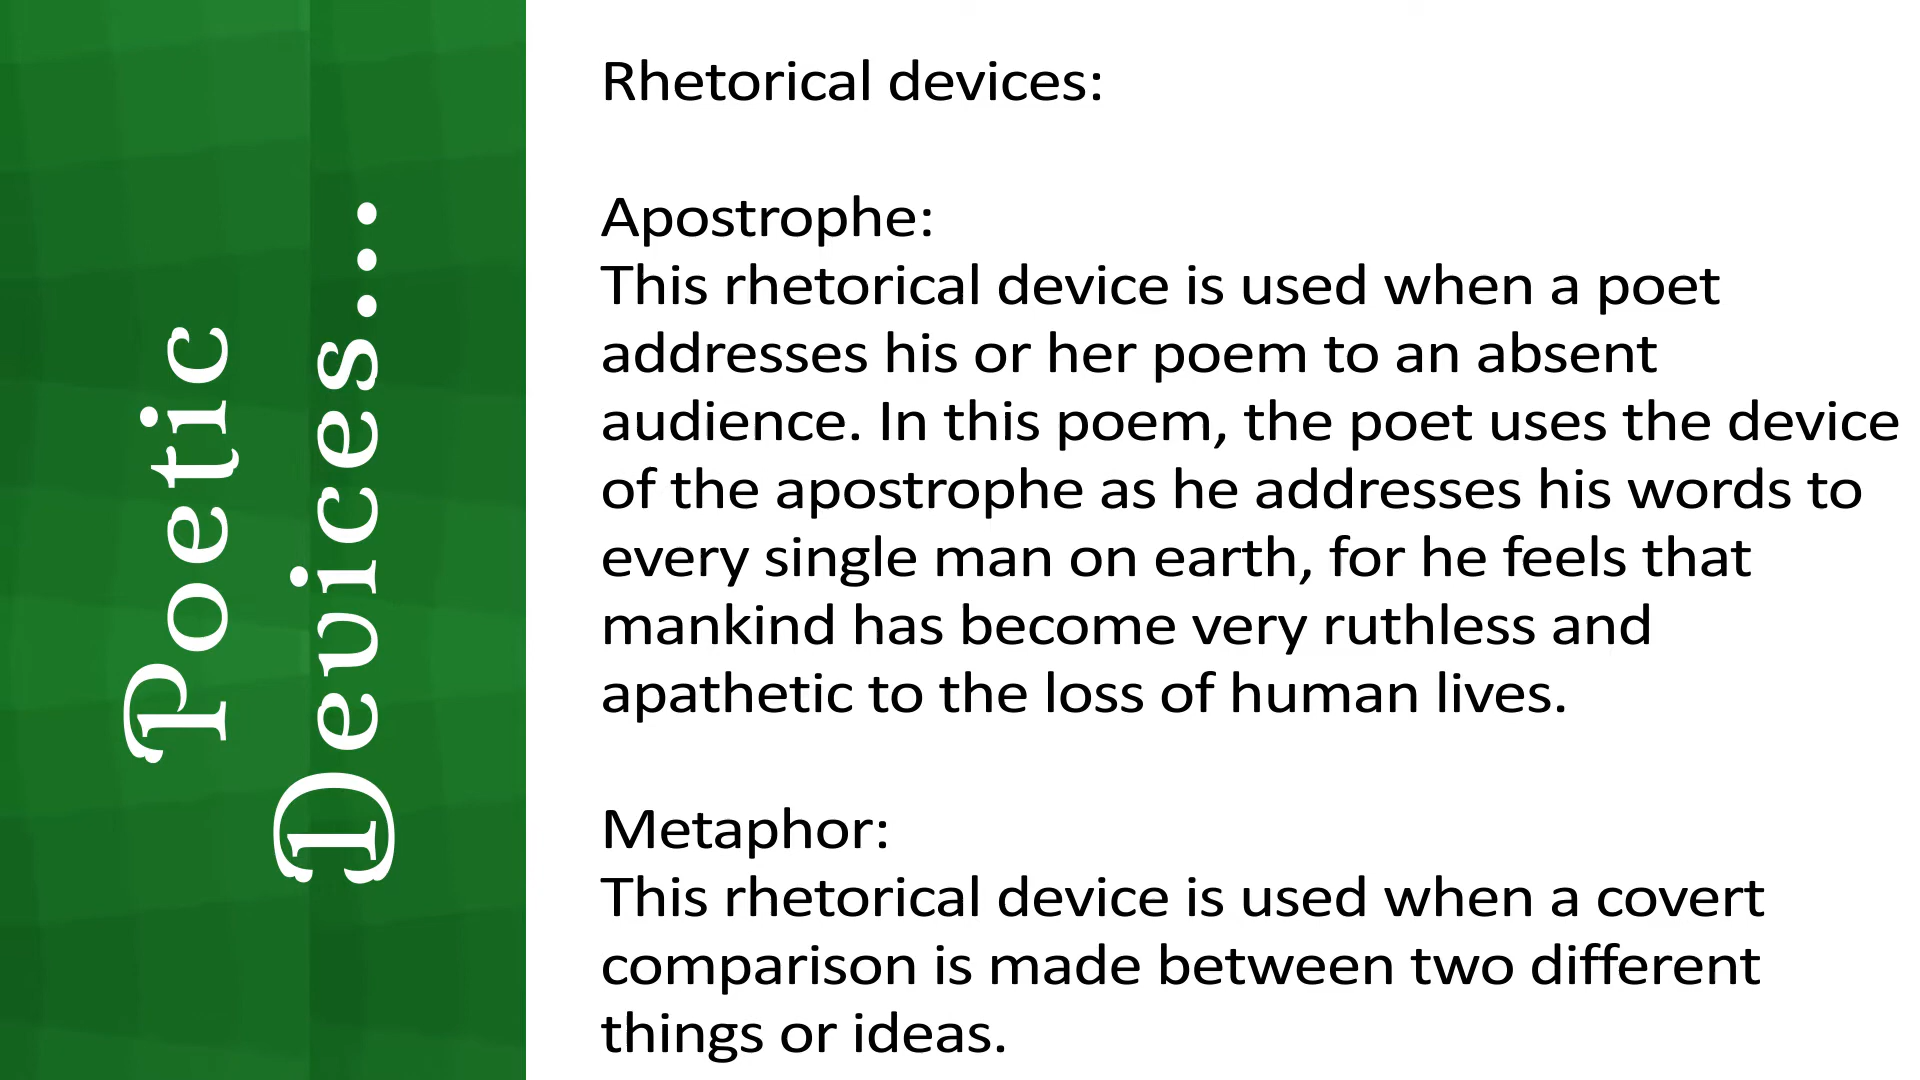 Poetic
Devices...
Rhetorical devices:
Apostrophe:
This rhetorical device is used when a poet
addresses his or her poem to an absent
audience. In this poem, the poet uses the device
of the apostrophe as he addresses his words to
every single man on earth, for he feels that
mankind has become very ruthless and
apathetic to the loss of human lives.
Metaphor:
This rhetorical device is used when a covert
comparison is made between two different
things or ideas.